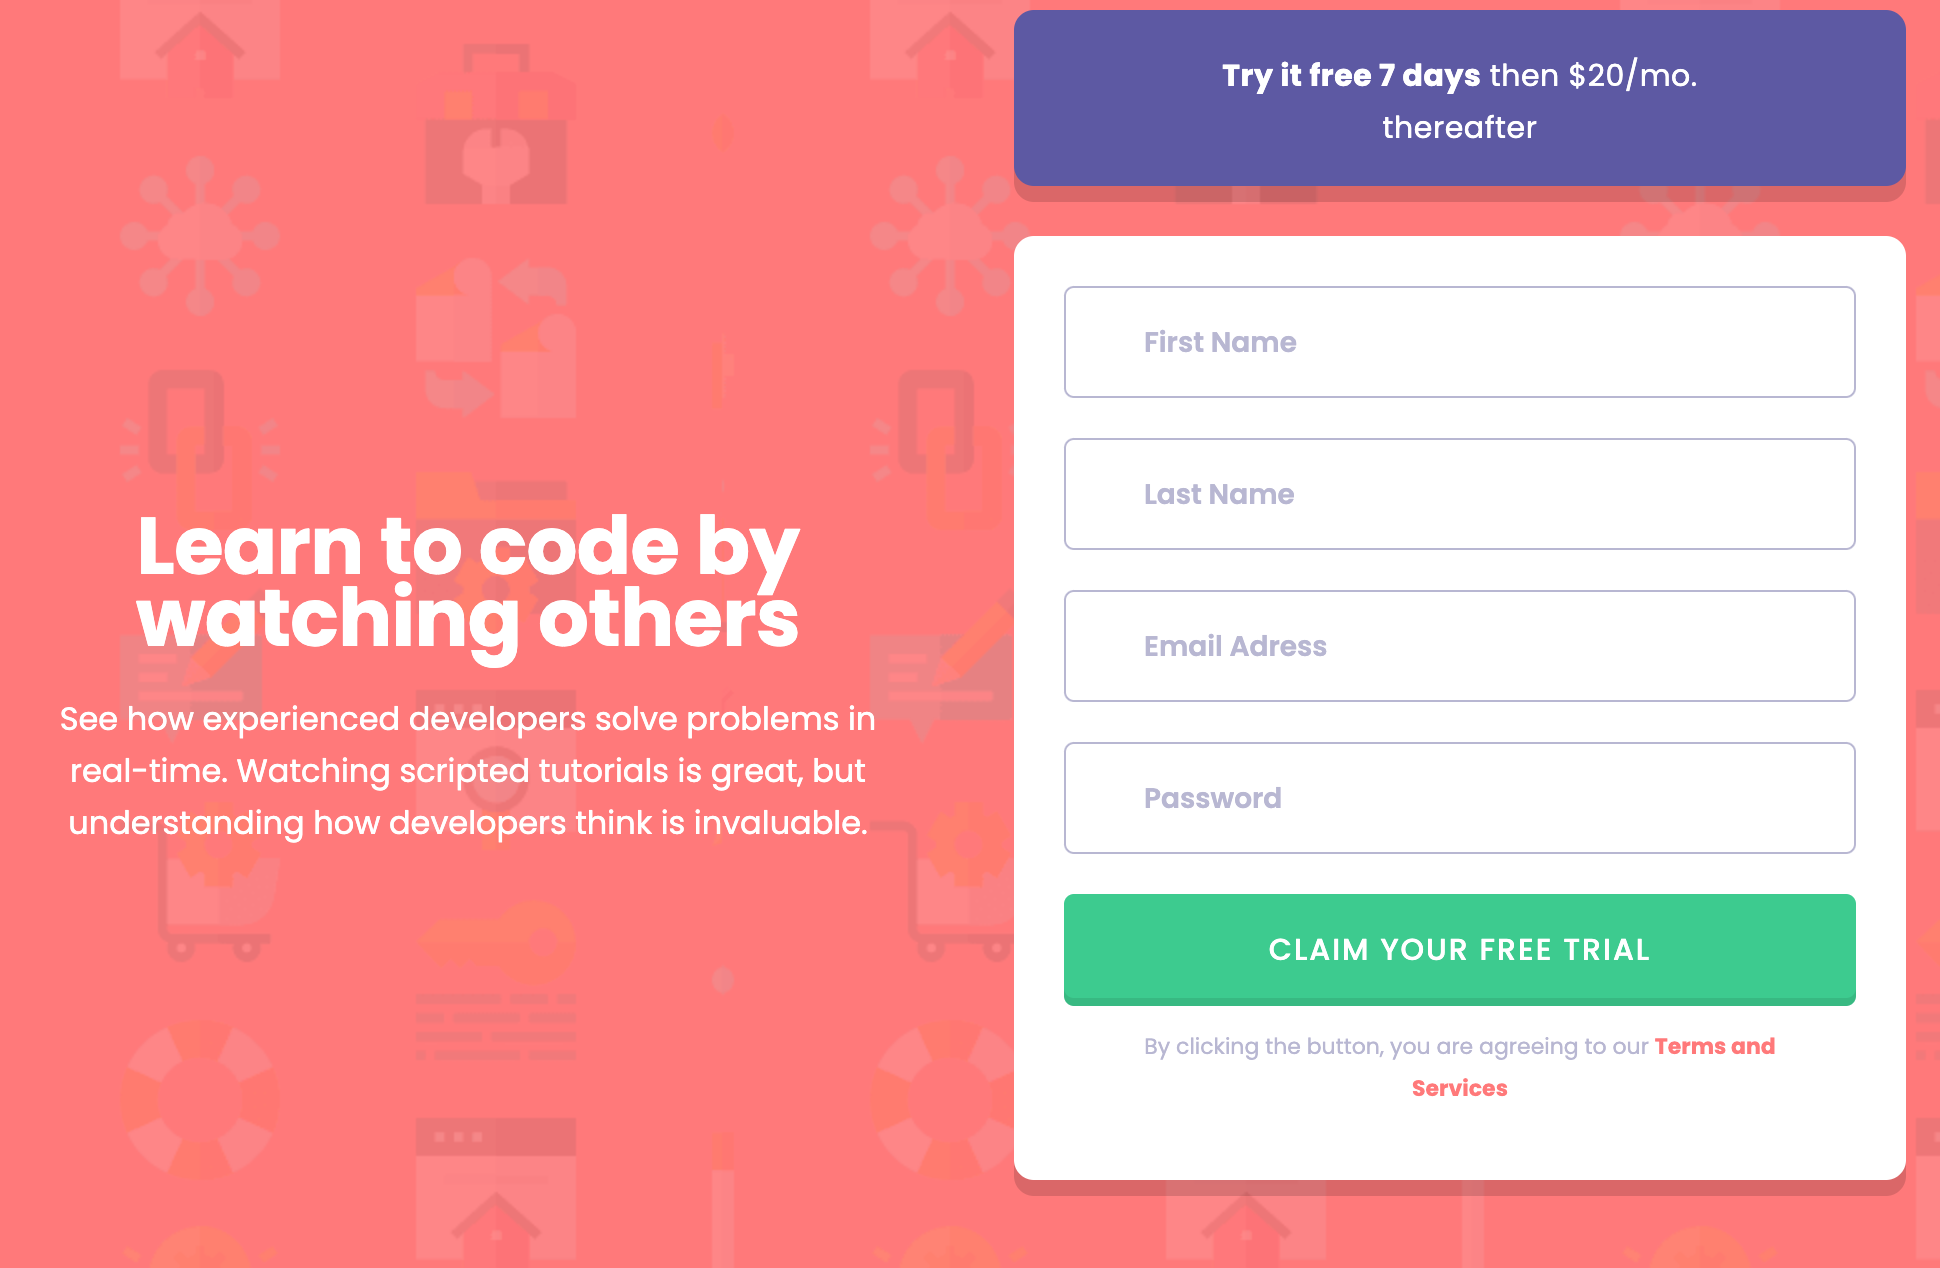 Learn to code by
watching others
See how experienced developers solve problems in
real-time. Watching scripted tutorials is great, but
understanding how developers think is invaluable.
Try it free 7 days then $20/mo.
thereafter
First Name
Last Name
Email Adress
Password
CLAIM YOUR FREE TRIAL
By clicking the button, you are agreeing to our Terms and
Services